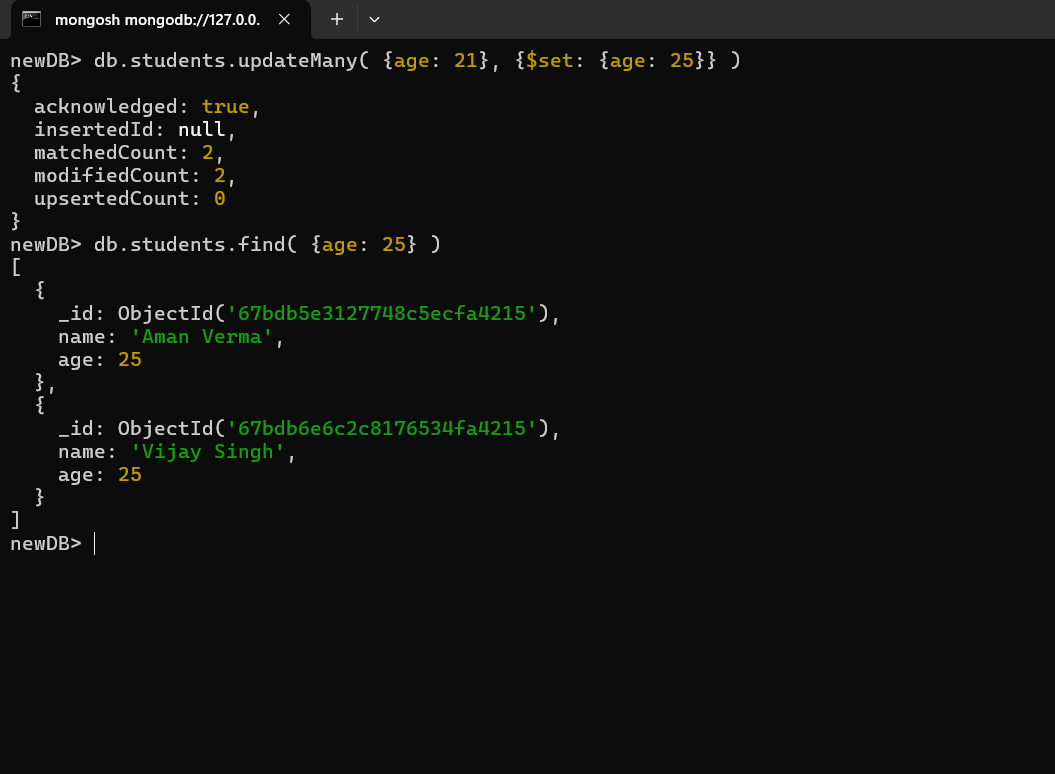 mongosh mongodb://127.0.0.
newDB> db.students.updateMany( {age: 21}, {$set: {age: 25}} )
{
  acknowledged: true,
  insertedId: null,
  matchedCount: 2,
  modifiedCount: 2,
  upsertedCount: 0
}
newDB> db.students.find( {age: 25} )
[
  {
    _id: ObjectId('67bdb5e3127748c5ecfa4215'),
    name: 'Aman Verma',
    age: 25
  },
  {
    _id: ObjectId('67bdb6e6c2c8176534fa4215'),
    name: 'Vijay Singh',
    age: 25
  }
]
newDB>